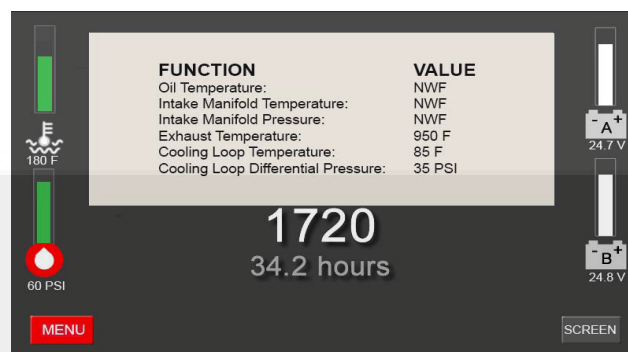 FUNCTION VALUE
Oil Temperature: NWF
Intake Manifold Temperature: NWF
Intake Manifold Pressure: NWF
Exhaust Temperature: 950 F
Cooling Loop Temperature: 85 F
Cooling Loop Differential Pressure: 35 PSI
180 F
- A +
24.7 V
1720
34.2 hours
60 PSI
- B +
24.8 V
MENU
SCREEN